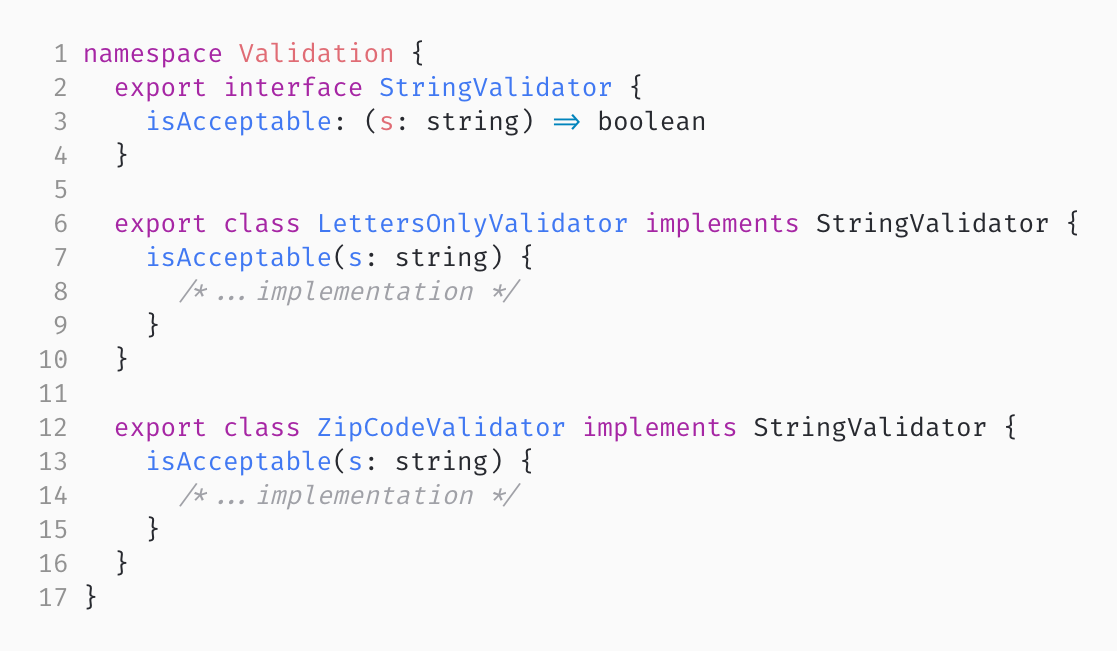 1 namespace Validation {
2   export interface StringValidator {
3     isAcceptable: (s: string) => boolean
4   }
5
6   export class LettersOnlyValidator implements StringValidator {
7     isAcceptable(s: string) {
8       /* ... implementation */
9     }
10   }
11
12   export class ZipCodeValidator implements StringValidator {
13     isAcceptable(s: string) {
14       /* ... implementation */
15     }
16   }
17 }